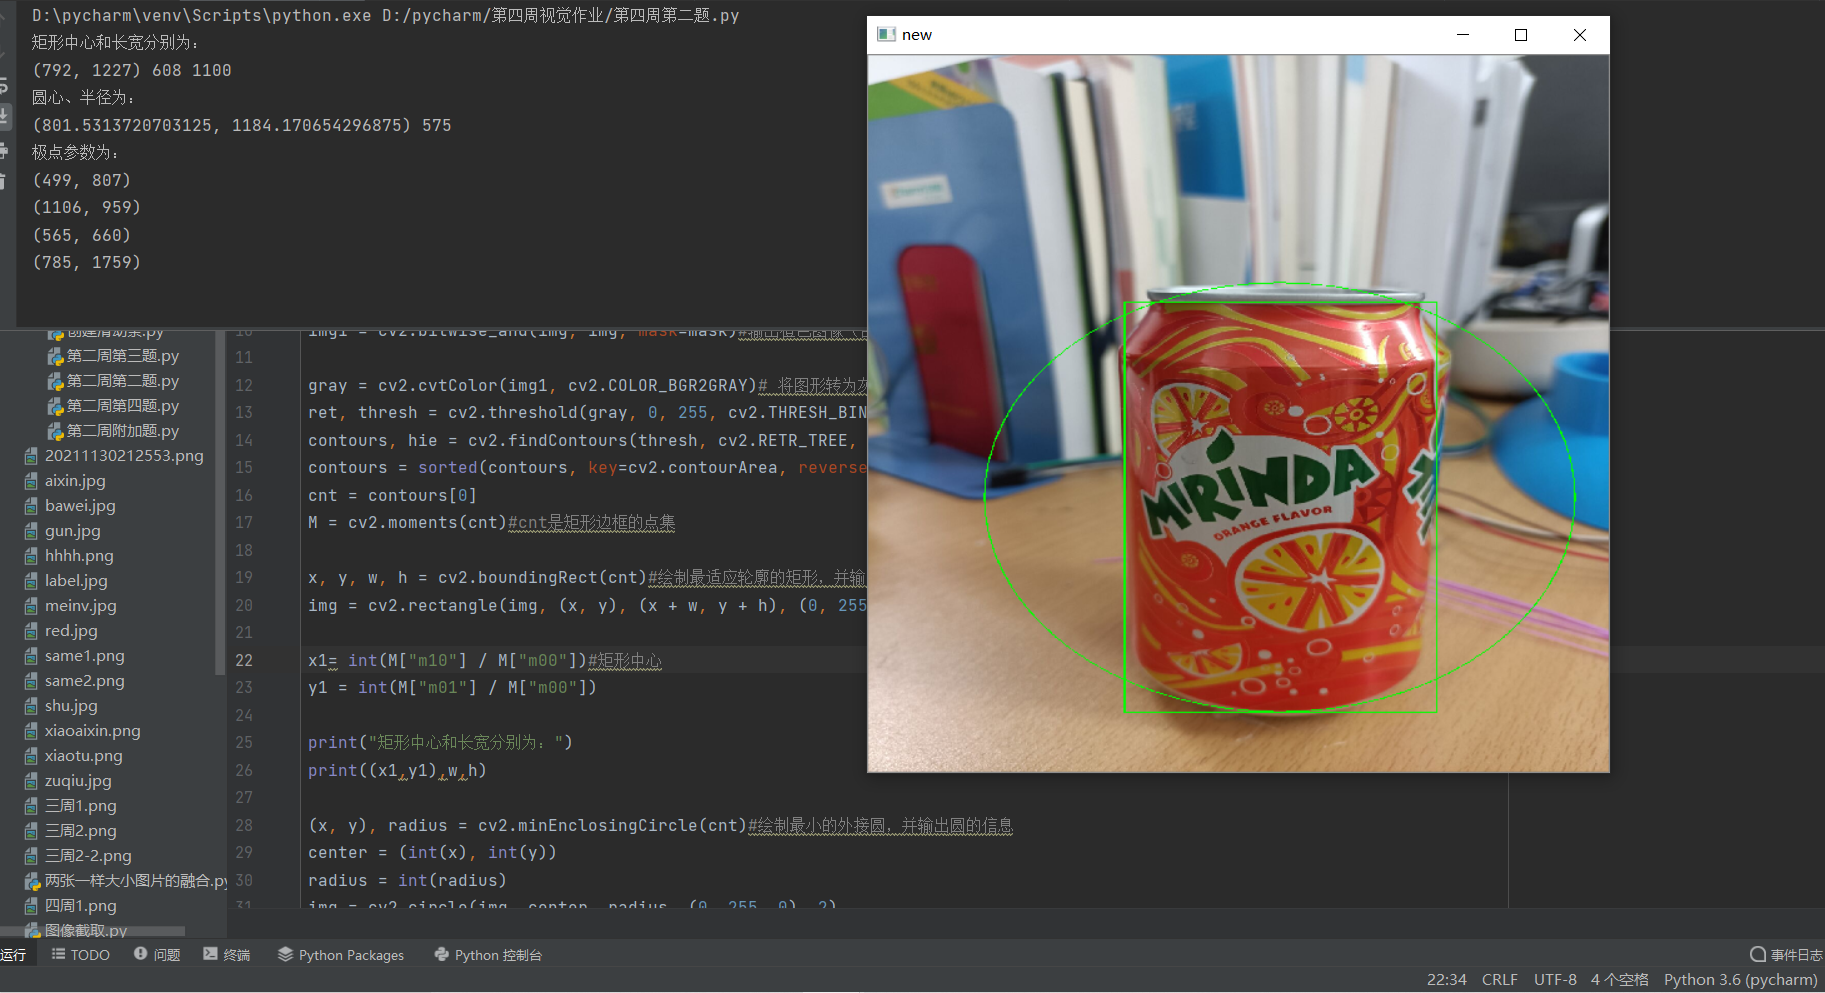 D:\pycharm\venv\Scripts\python.exe D:/pycharm/第四周视觉作业/第四周第二题.py
矩形中心和长宽分别为:
(792, 1227) 608 1100
圆心、半径为:
(801.5313720703125, 1184.170654296875) 575
极点参数为:
(499, 807)
(1106, 959)
(565, 660)
(785, 1759)
new
MIRINDA
ORANGE FLAVOR
第二周第三题.py
第二周第二题.py
第二周第四题.py
第二周附加题.py
20211130212553.png
aixin.jpg
bawei.jpg
gun.jpg
hhhh.png
label.jpg
meinv.jpg
red.jpg
same1.png
same2.png
shu.jpg
xiaoaixin.png
xiaotu.png
zuqiu.jpg
三周1.png
三周2.png
三周2-2.png
两张一样大小图片的融合.py
四周1.png
图像截取.py
img1 = cv2.bitwise_and(img, img, mask=mask)
11
12 gray = cv2.cvtColor(img1, cv2.COLOR_BGR2GRAY)# 将图形转为灰
13 ret, thresh = cv2.threshold(gray, 0, 255, cv2.THRESH_BIN
14 contours, hie = cv2.findContours(thresh, cv2.RETR_TREE,
15 contours = sorted(contours, key=cv2.contourArea, reverse
16 cnt = contours[0]
17 M = cv2.moments(cnt)#cnt是矩形边框的点集
18
19 x, y, w, h = cv2.boundingRect(cnt)#绘制最适应轮廓的矩形，并输
20 img = cv2.rectangle(img, (x, y), (x + w, y + h), (0, 255
21
22 x1= int(M["m10"] / M["m00"])#矩形中心
23 y1 = int(M["m01"] / M["m00"])
24
25 print("矩形中心和长宽分别为: ")
26 print((x1,y1),w,h)
27
28 (x, y), radius = cv2.minEnclosingCircle(cnt)#绘制最小的外接圆，并输出圆的信息
29 center = (int(x), int(y))
30 radius = int(radius)
31 img = cv2.circle(img, center, radius, (0, 255, 0), 2)
运行 TODO 问题 终端 Python Packages Python 控制台 事件日志
22:34 CRLF UTF-8 4 个空格 Python 3.6 (pycharm)